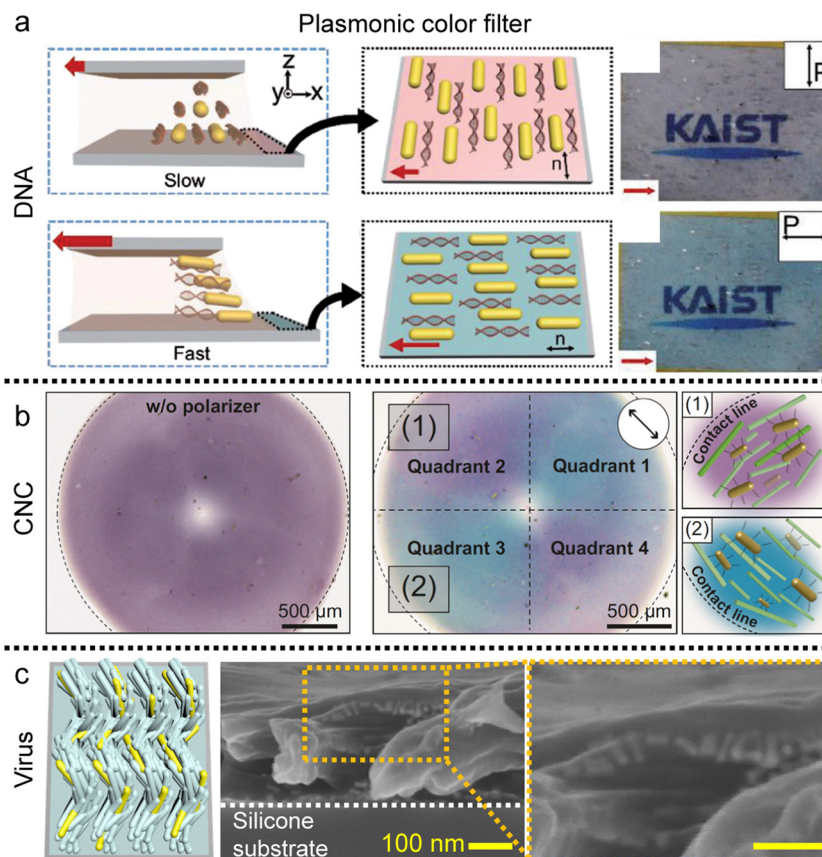 a
Plasmonic color filter
DNA
z
y
x
Slow
n
P
KAIST
Fast
n
P
KAIST
b
CNC
w/o polarizer
500 µm
(1)
Quadrant 2
Quadrant 1
Quadrant 3
Quadrant 4
(2)
500 µm
(1)
Contact line
(2)
Contact line
c
Virus
Silicone
substrate
100 nm